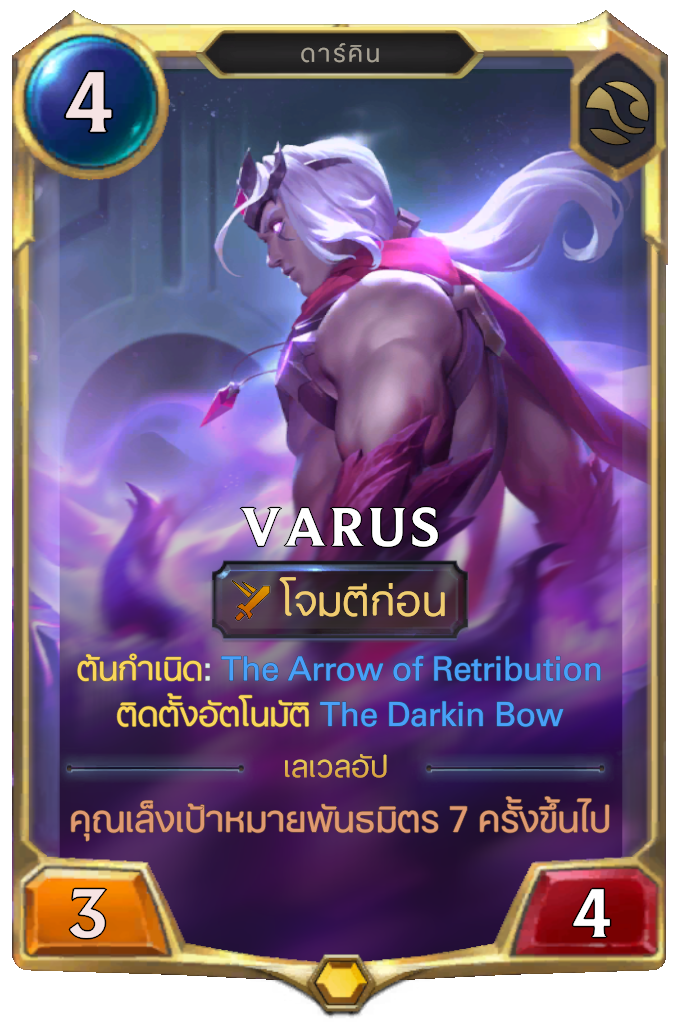 ดาร์คิน
4
VARUS
โจมตีก่อน
ต้นกำเนิด: The Arrow of Retribution
ติดตั้งอัตโนมัติ The Darkin Bow
เลเวลอัป
คุณเล็งเป้าหมายพันธมิตร 7 ครั้งขึ้นไป
3
4